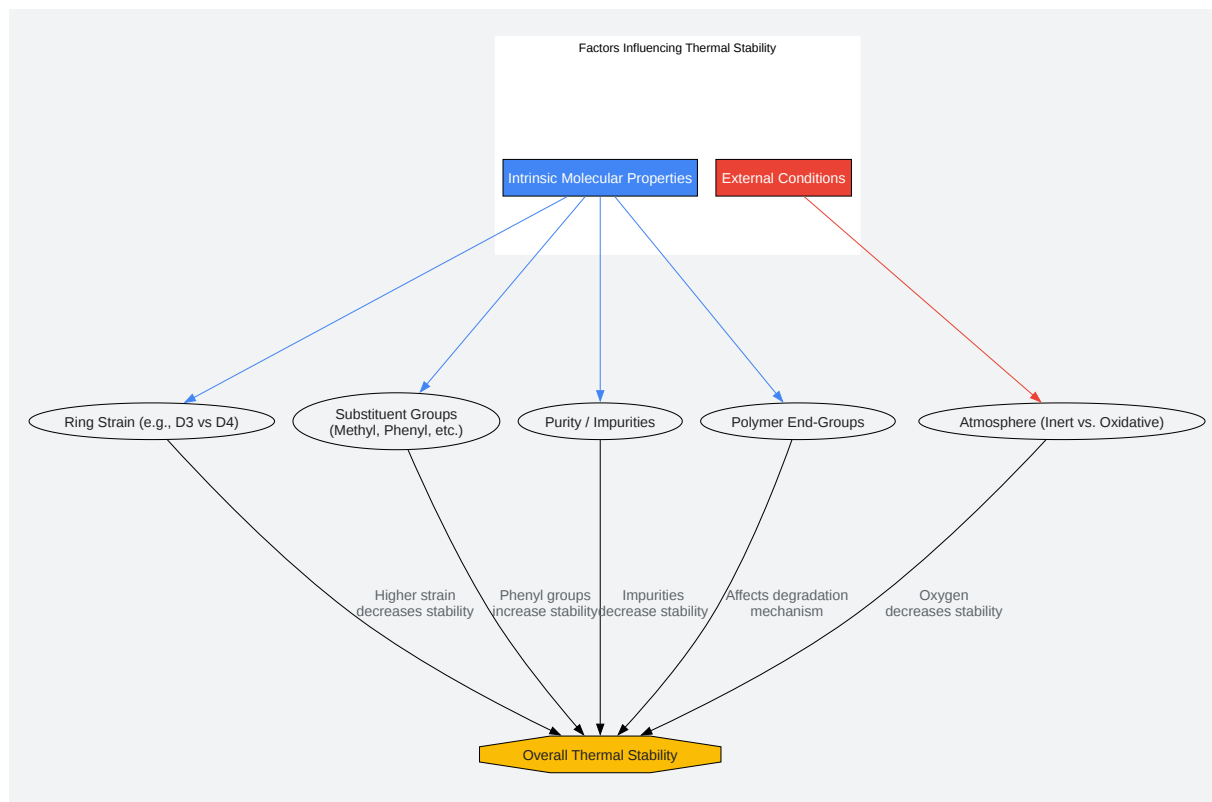 Factors Influencing Thermal Stability
Intrinsic Molecular Properties
External Conditions
Ring Strain (e.g., D3 vs D4)
Substituent Groups
(Methyl, Phenyl, etc.)
Purity / Impurities
Polymer End-Groups
Atmosphere (Inert vs. Oxidative)
Higher strain
decreases stability
Phenyl groups
increase stability
Impurities
decrease stability
Affects degradation
mechanism
Oxygen
decreases stability
Overall Thermal Stability